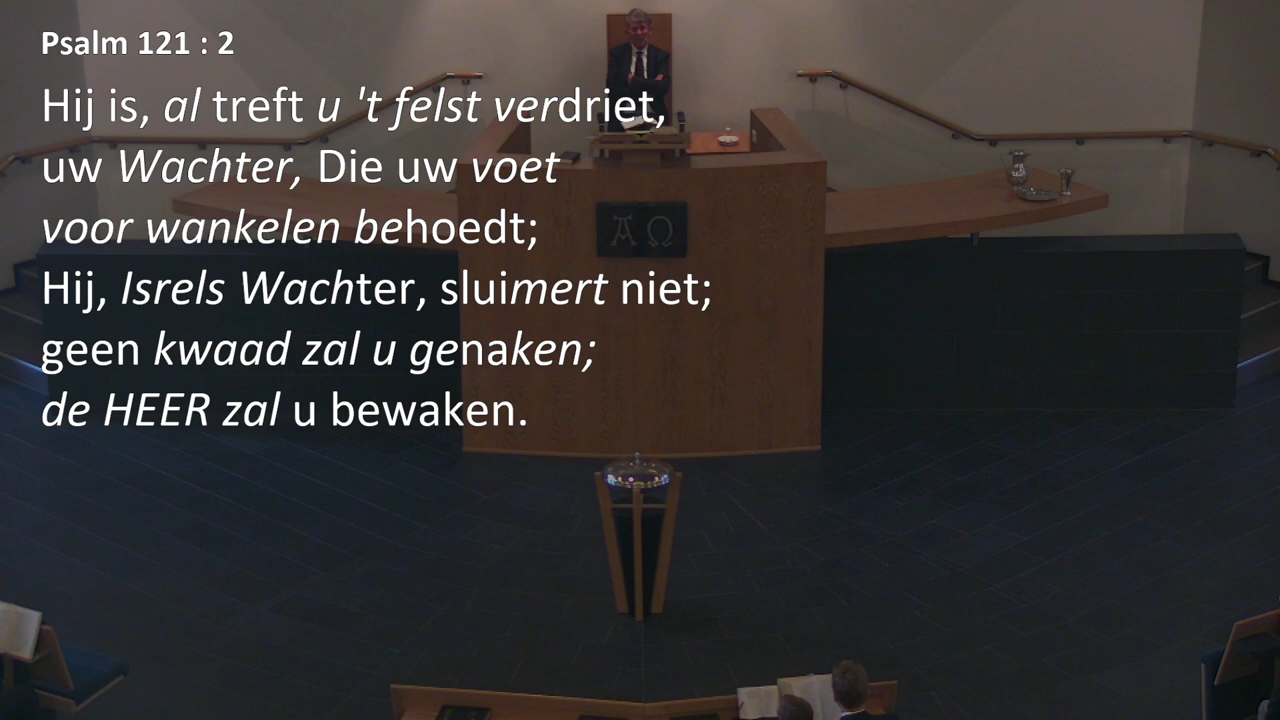 Psalm 121 : 2
Hij is, al treft u 't felst verdriet,
uw Wachter, Die uw voet
voor wankelen behoedt;
Hij, Isrels Wachter, sluimert niet;
geen kwaad zal u genaken;
de HEER zal u bewaken.
Α Ω